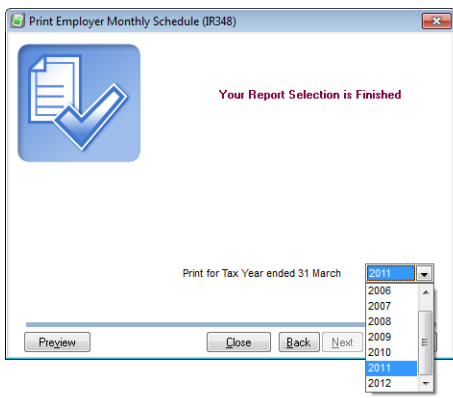 Print Employer Monthly Schedule (IR348)
Your Report Selection is Finished
Print for Tax Year ended 31 March 2011
2006
2007
2008
2009
2010
2011
2012
Preview Close Back Next